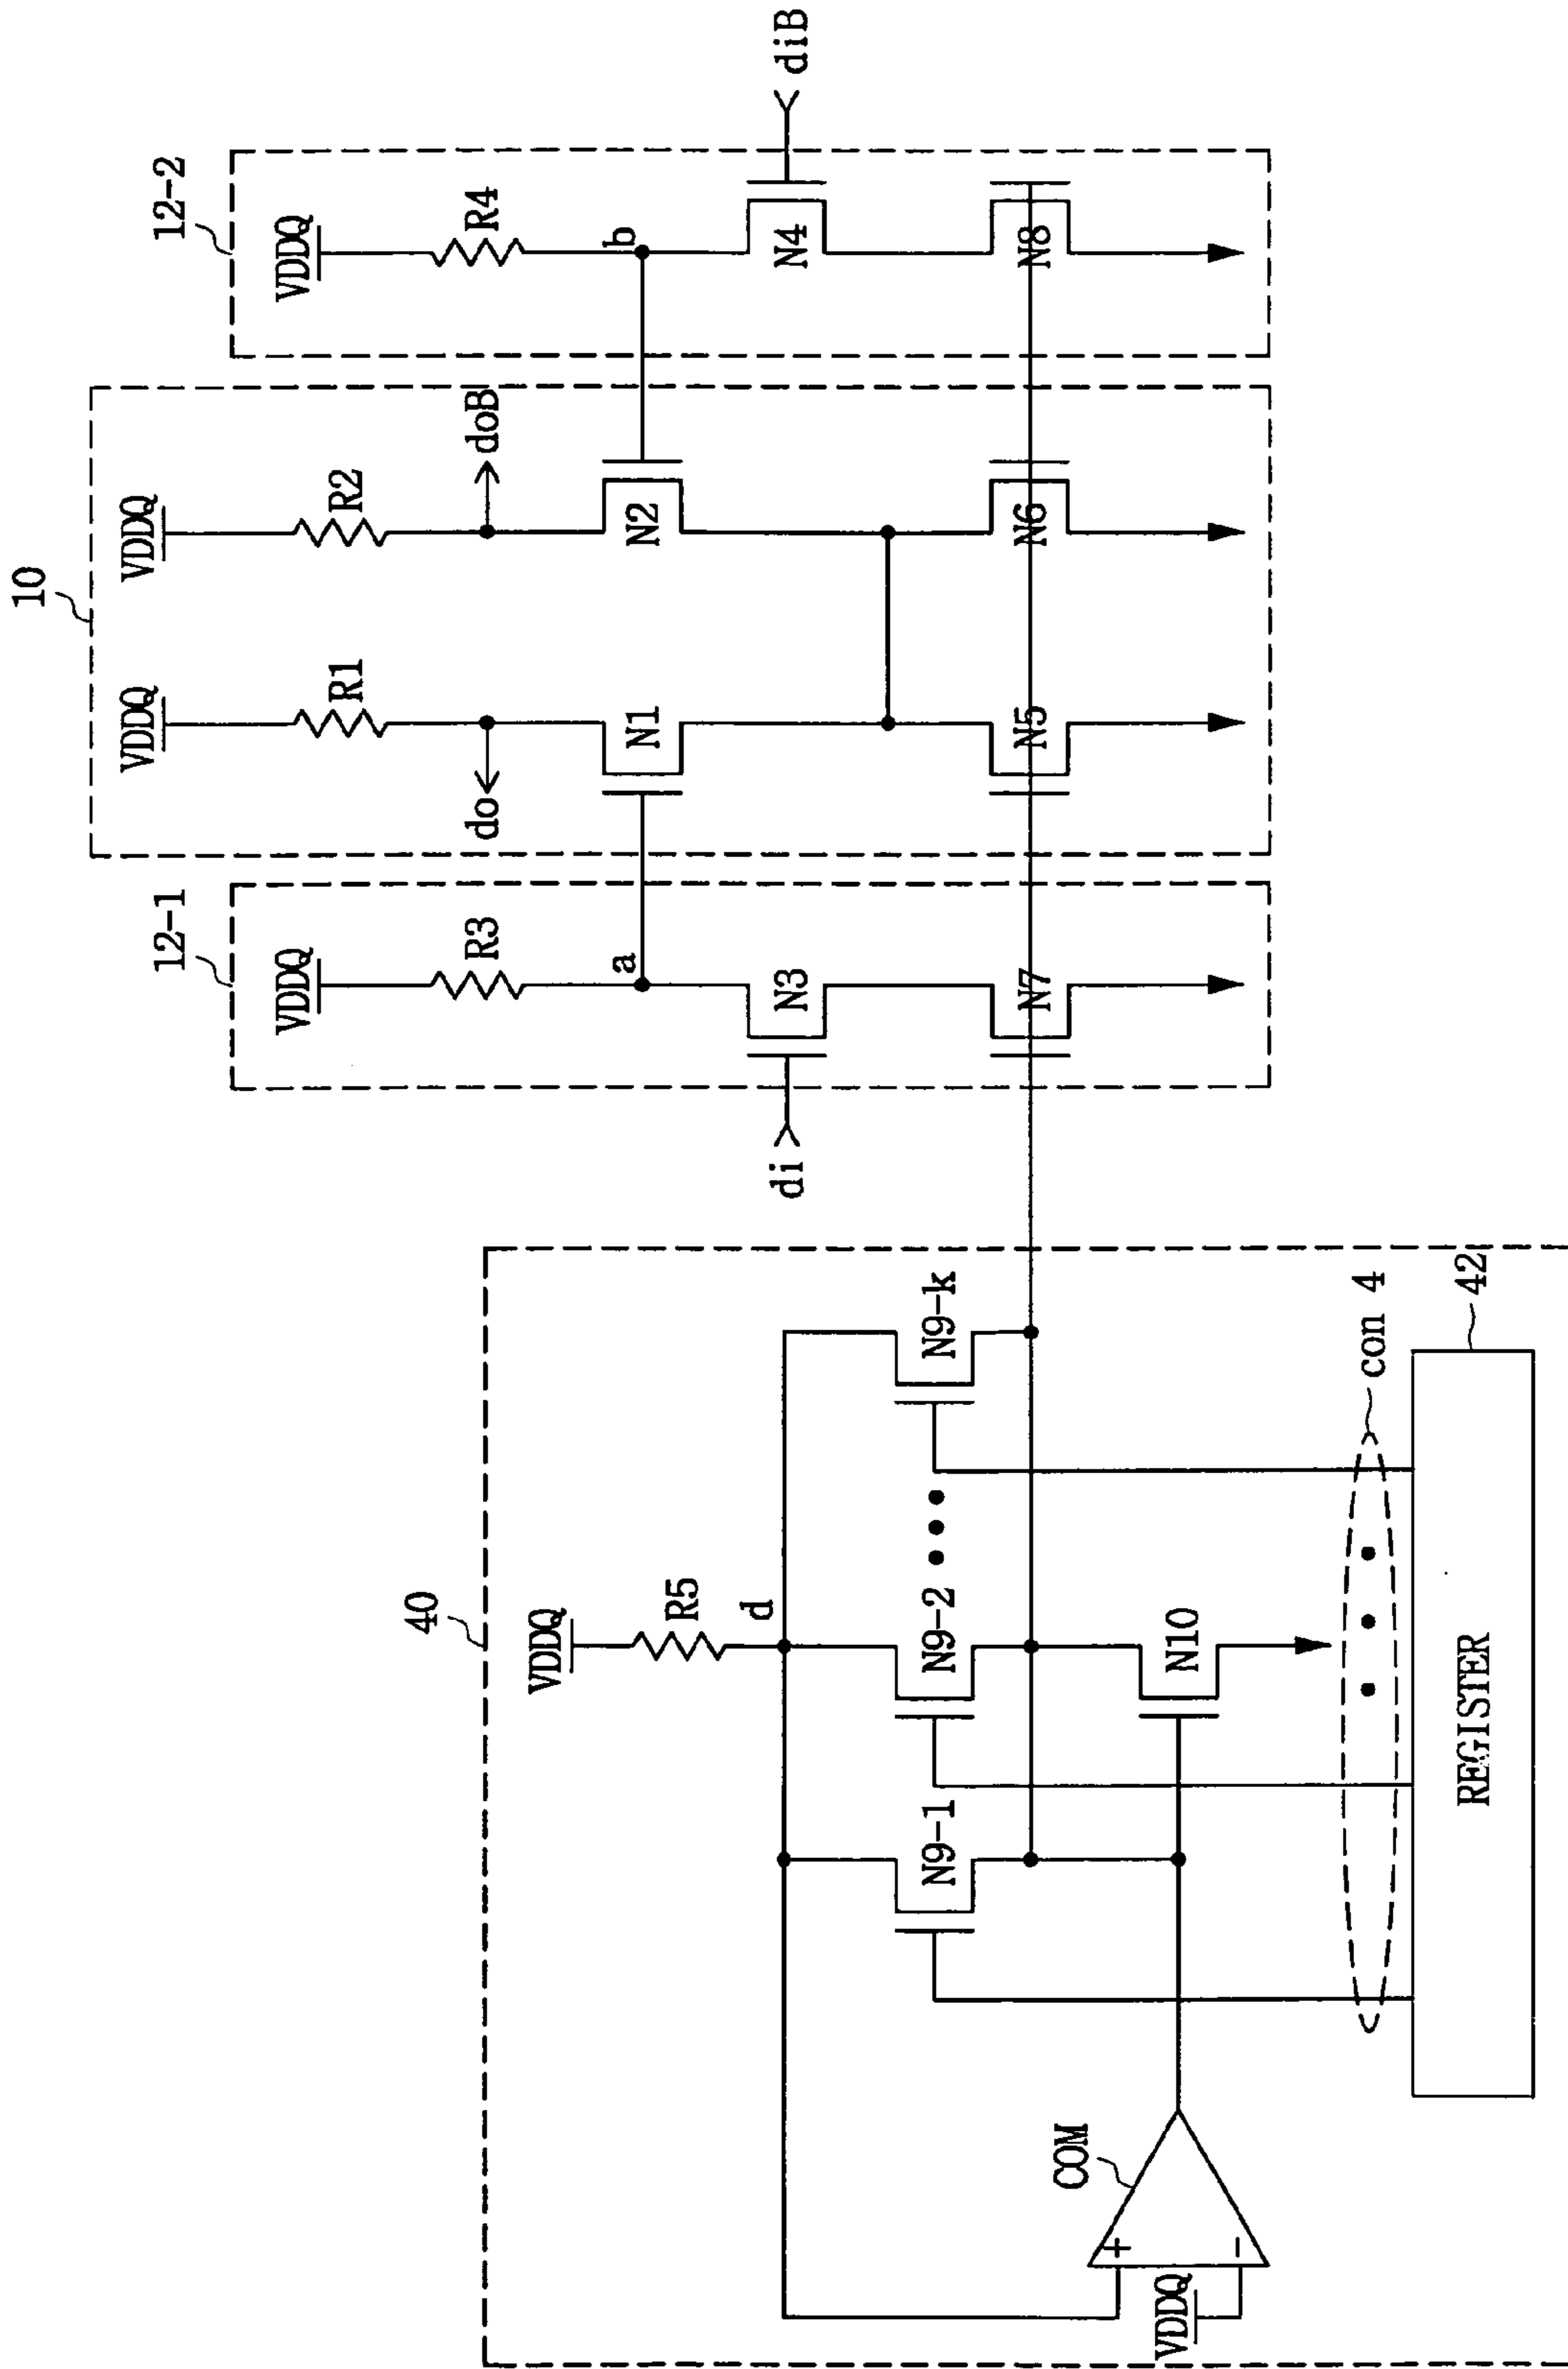 10
12-1
12-2
VDDQ
VDDQ
VDDQ
VDDQ
R1
R2
R3
R4
do
doB
a
b
N1
N2
di
diB
N3
N4
N7
N5
N6
N8
40
VDDQ
R5
d
N9-1
N9-2
N9-k
COM
+
-
VDDQ
N10
con 4
42
REGISTER